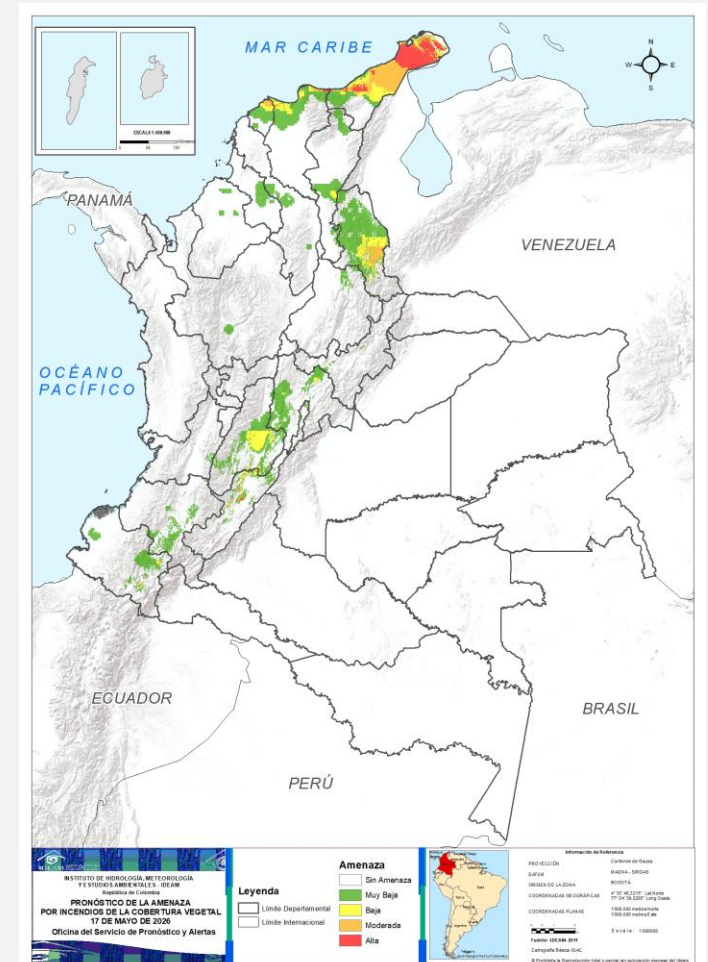 MAR CARIBE
N
W
E
S
ESCALA 1:400.000
PANAMÁ
VENEZUELA
OCÉANO
PACÍFICO
ECUADOR
BRASIL
PERÚ
INSTITUTO DE HIDROLOGÍA, METEOROLOGÍA
Y ESTUDIOS AMBIENTALES - IDEAM
República de Colombia
PRONÓSTICO DE LA AMENAZA
POR INCENDIOS DE LA COBERTURA VEGETAL
17 DE MAYO DE 2026
Oficina del Servicio de Pronóstico y Alertas
Leyenda
Límite Departamental
Límite Internacional
Amenaza
Sin Amenaza
Muy Baja
Baja
Moderada
Alta
Información de Referencia
PROYECCIÓN
Conforme de Gauss
DATUM
MAGNA - SIRGAS
ORIGEN DE LA ZONA
BOGOTÁ
COORDENADAS GEOGRÁFICAS
COORDENADAS PLANAS
1'000.000 metros Norte
1'000.000 metros Este
Fuente: IDEAM- 2019
Cartografía Básica: IGAC